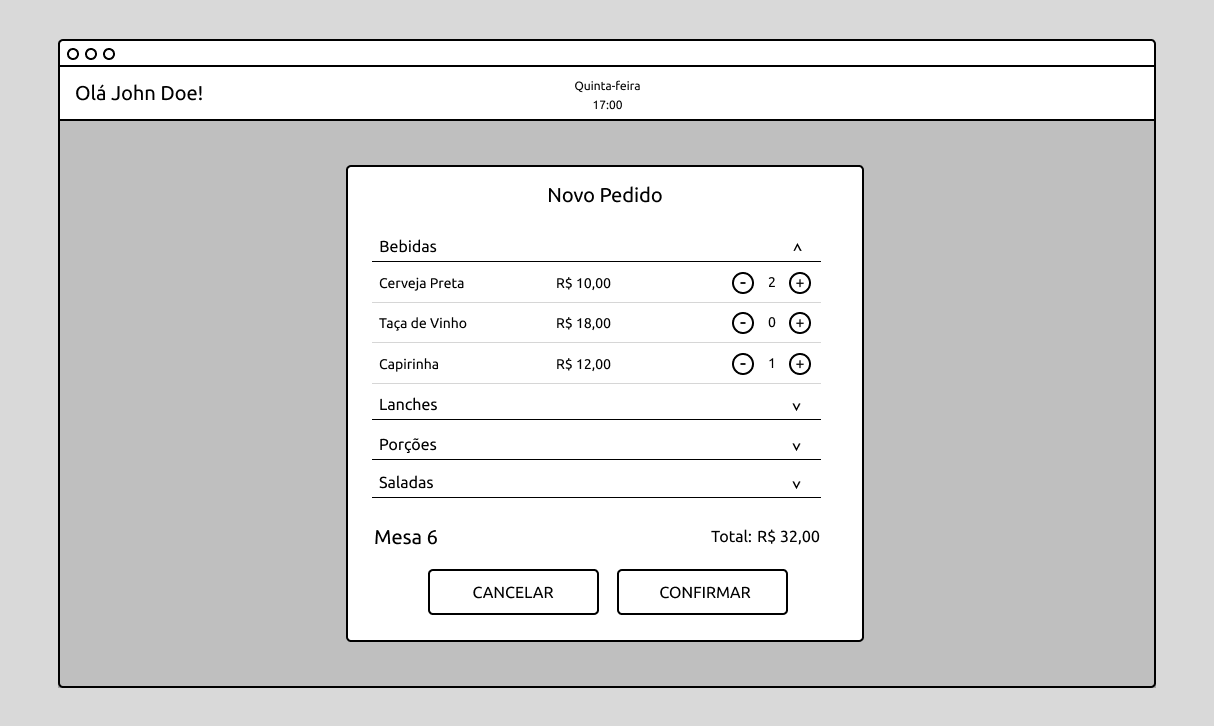 Olá John Doe!
Quinta-feira
17:00
Novo Pedido
Bebidas ^
Cerveja Preta R$ 10,00 - 2 +
Taça de Vinho R$ 18,00 - 0 +
Capirinha R$ 12,00 - 1 +
Lanches v
Porções v
Saladas v
Mesa 6 Total: R$ 32,00
CANCELAR CONFIRMAR